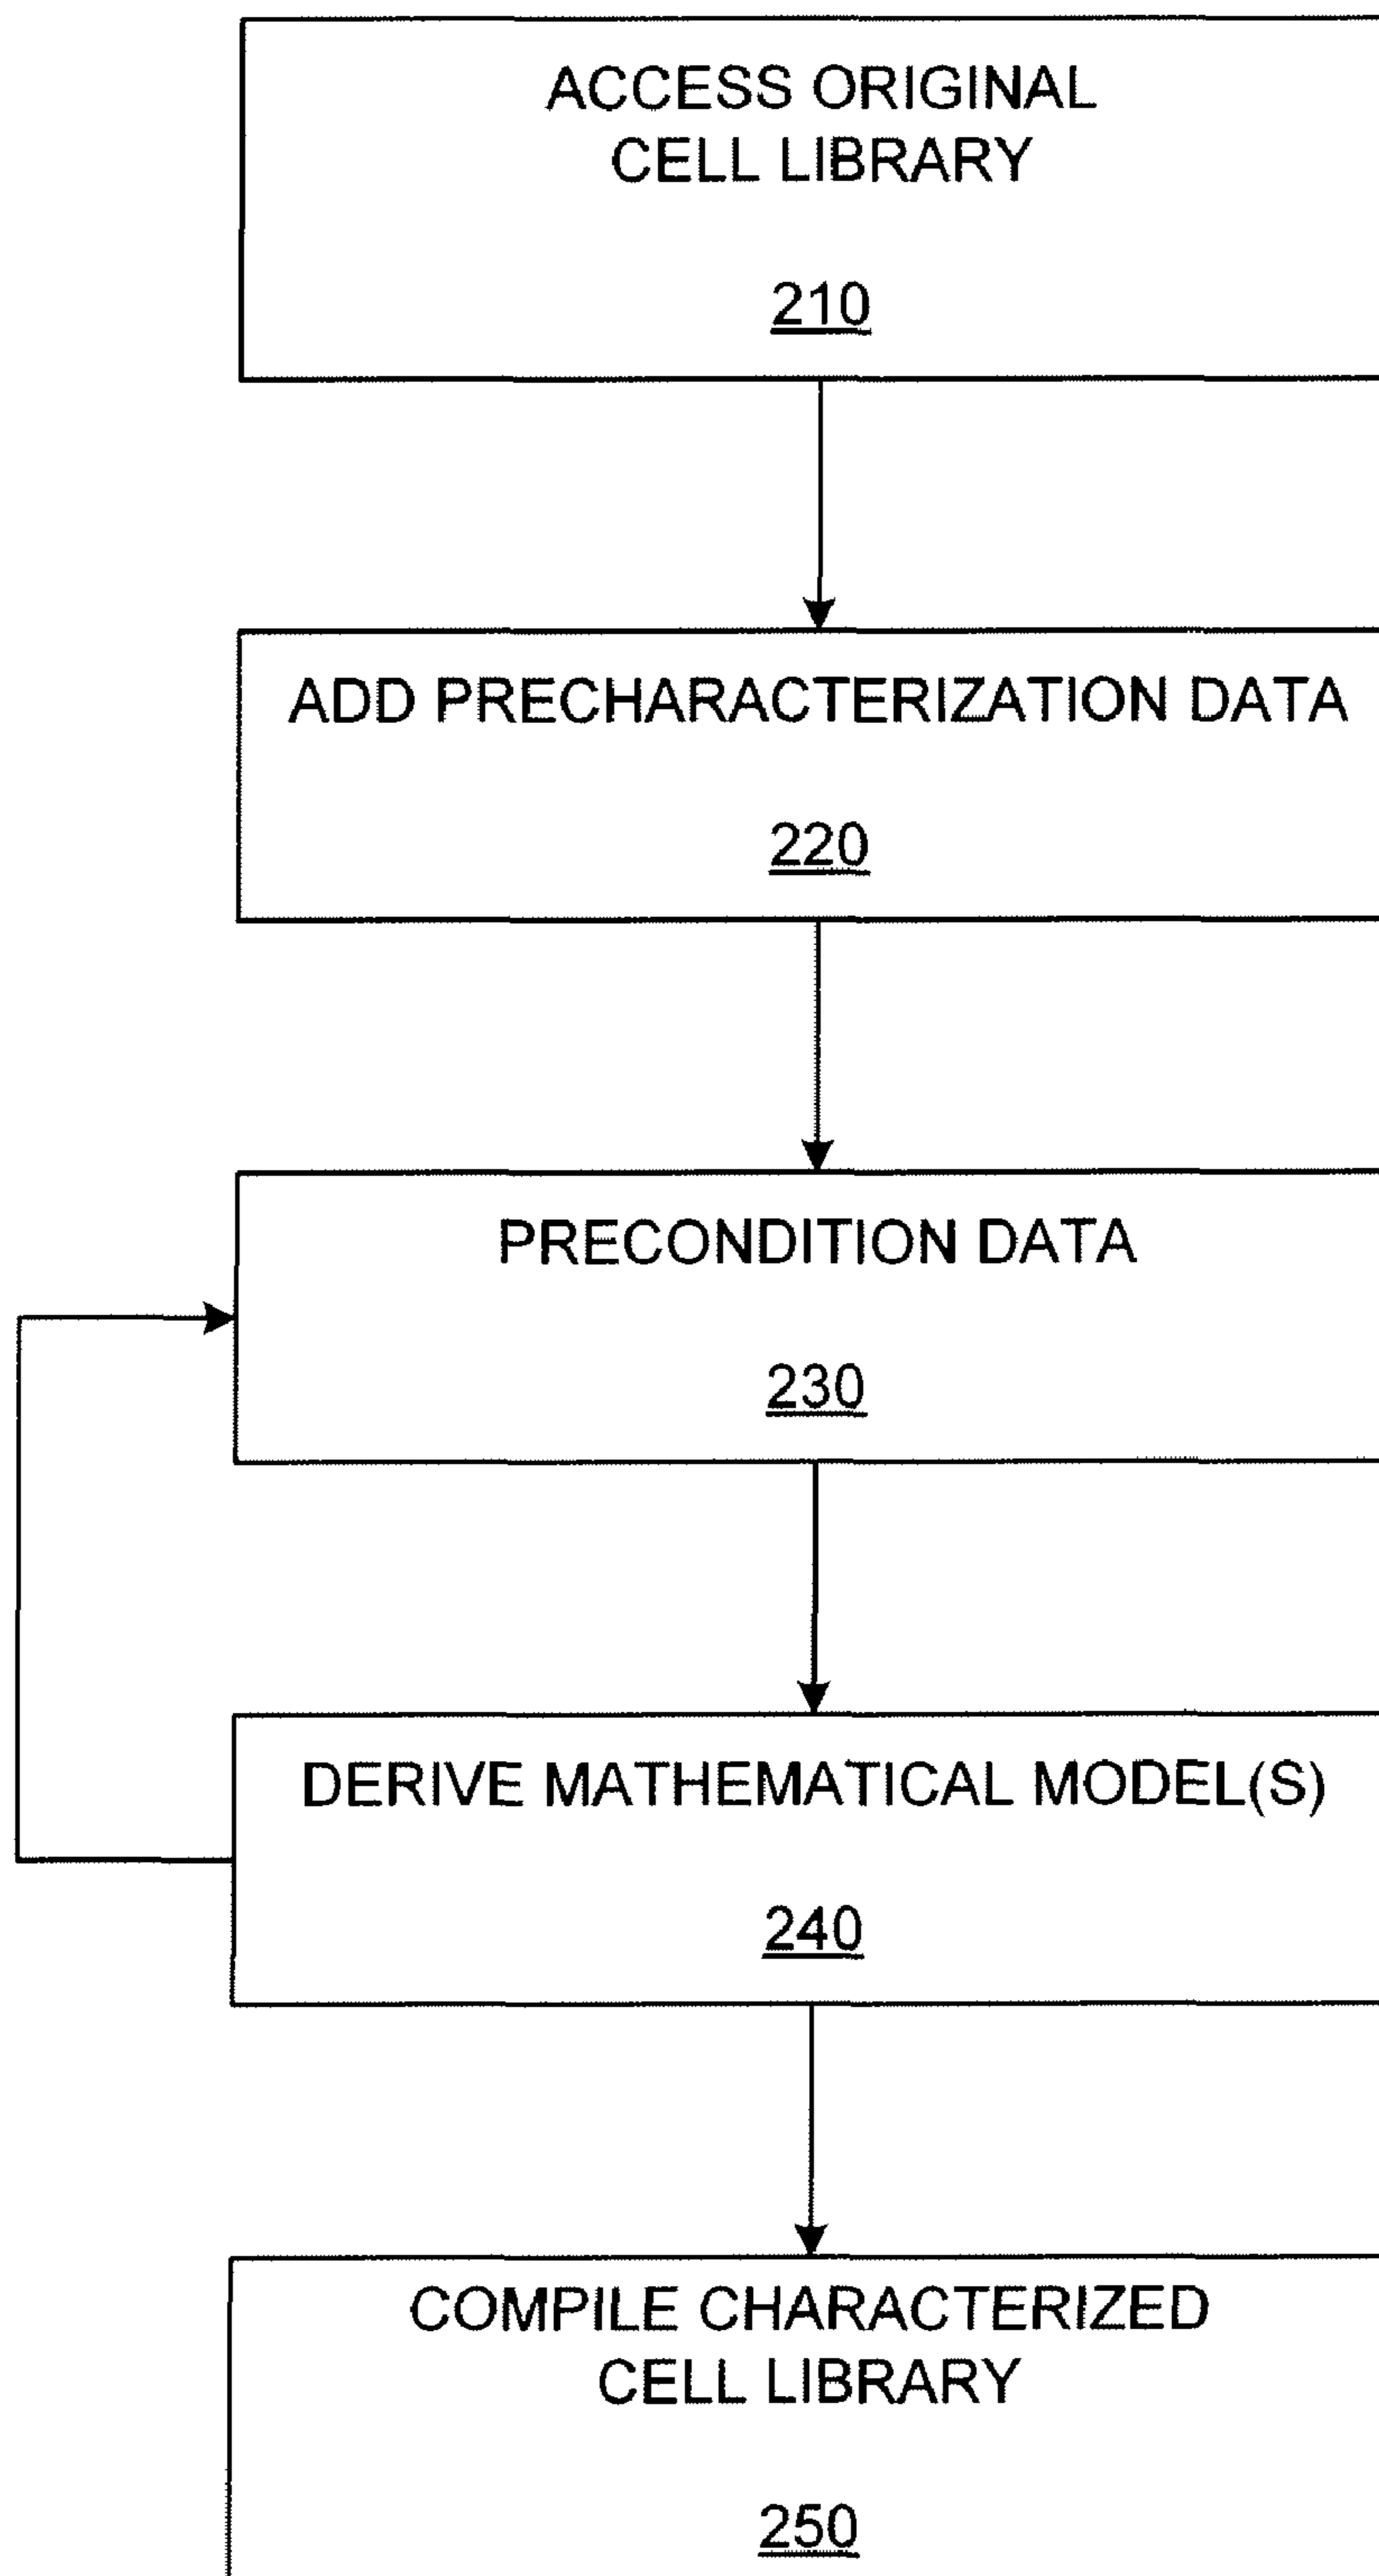 ACCESS ORIGINAL
CELL LIBRARY
210
ADD PRECHARACTERIZATION DATA
220
PRECONDITION DATA
230
DERIVE MATHEMATICAL MODEL(S)
240
COMPILE CHARACTERIZED
CELL LIBRARY
250